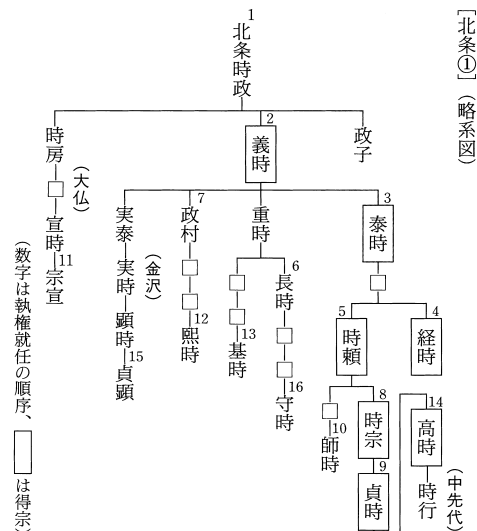 [北条①](略系図)
1
北条時政
政子
2
義時
時房
□
宣時
11
宗宣
(大仏)
3
泰時
□
4
経時
5
時頼
8
時宗
9
貞時
14
高時
時行
(中先代)
□
10
師時
重時
6
長時
□
□
16
守時
□
□
13
基時
7
政村
□
□
12
熙時
実泰
実時
顕時
15
貞顕
(金沢)
(数字は執権就任の順序、□は得宗)